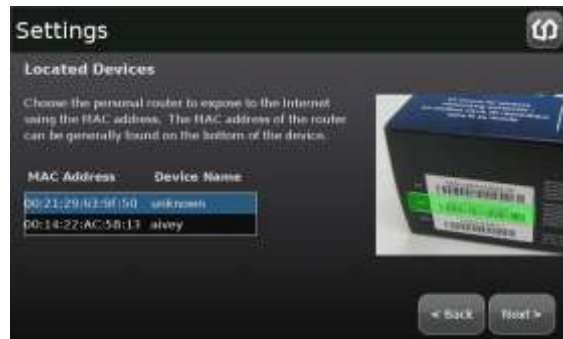 Settings
Located Devices
Choose the personal router to expose to the Internet
using the MAC address. The MAC address of the router
can be generally found on the bottom of the device.
MAC Address Device Name
00:21:29:63:9F:50 unknown
00:14:22:AC:5B:13 alvey
< Back Next >